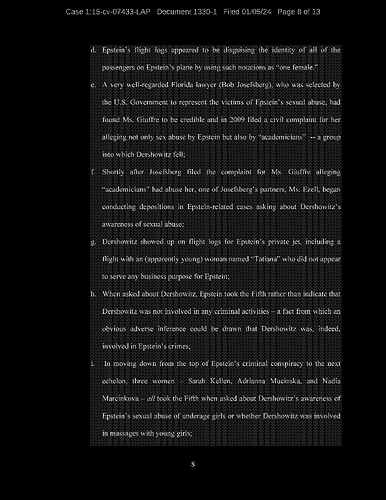 Case 1:15-cv-07433-LAP Document 1330-1 Filed 01/05/24 Page 8 of 13
d. Epstein's flight logs appeared to be disguising the identity of all of the
passengers on Epstein's plane by using such notations as "one female."
e. A very well-regarded Florida lawyer (Bob Josefsberg), who was selected by
the U.S. Government to represent the victims of Epstein's sexual abuse, had
found Ms. Giuffre to be credible and in 2009 filed a civil complaint for her
alleging not only sex abuse by Epstein but also by "academicians" -- a group
into which Dershowitz fell;
f. Shortly after Josefsberg filed the complaint for Ms. Giuffre alleging
"academicians" had abuse her, one of Josefsberg's partners, Ms. Ezell, began
conducting depositions in Epstein-related cases asking about Dershowitz's
awareness of sexual abuse;
g. Dershowitz showed up on flight logs for Epstein's private jet, including a
flight with an (apparently young) woman named "Tatiana" who did not appear
to serve any business purpose for Epstein;
h. When asked about Dershowitz, Epstein took the Fifth rather than indicate that
Dershowitz was not involved in any criminal activities – a fact from which an
obvious adverse inference could be drawn that Dershowitz was, indeed,
involved in Epstein's crimes;
i. In moving down from the top of Epstein's criminal conspiracy to the next
echelon, three women – Sarah Kellen, Adrianna Mucinska, and Nadia
Marcinkova – all took the Fifth when asked about Dershowitz's awareness of
Epstein's sexual abuse of underage girls or whether Dershowitz was involved
in massages with young girls;
8